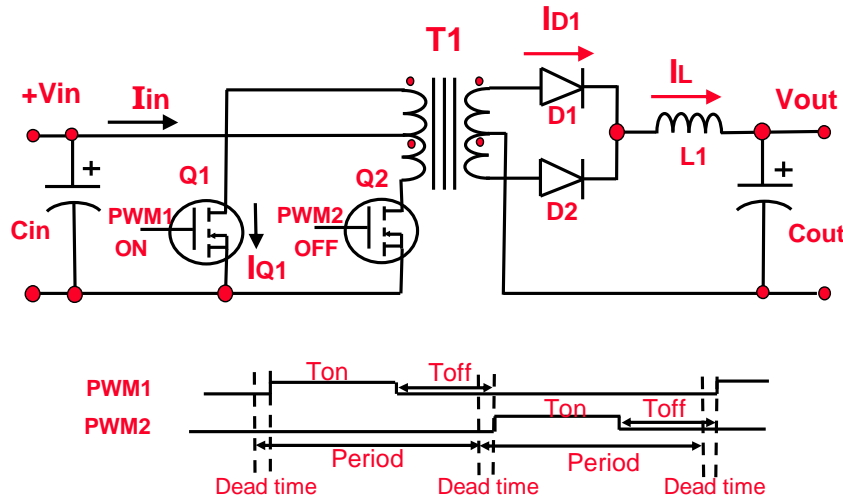 T1
ID1
IL
+Vin
Iin
Vout
D1
L1
Q1
Q2
D2
+
+
Cin
PWM1
ON
PWM2
OFF
IQ1
Cout
PWM1
Ton
Toff
PWM2
Ton
Toff
Period
Period
Dead time
Dead time
Dead time